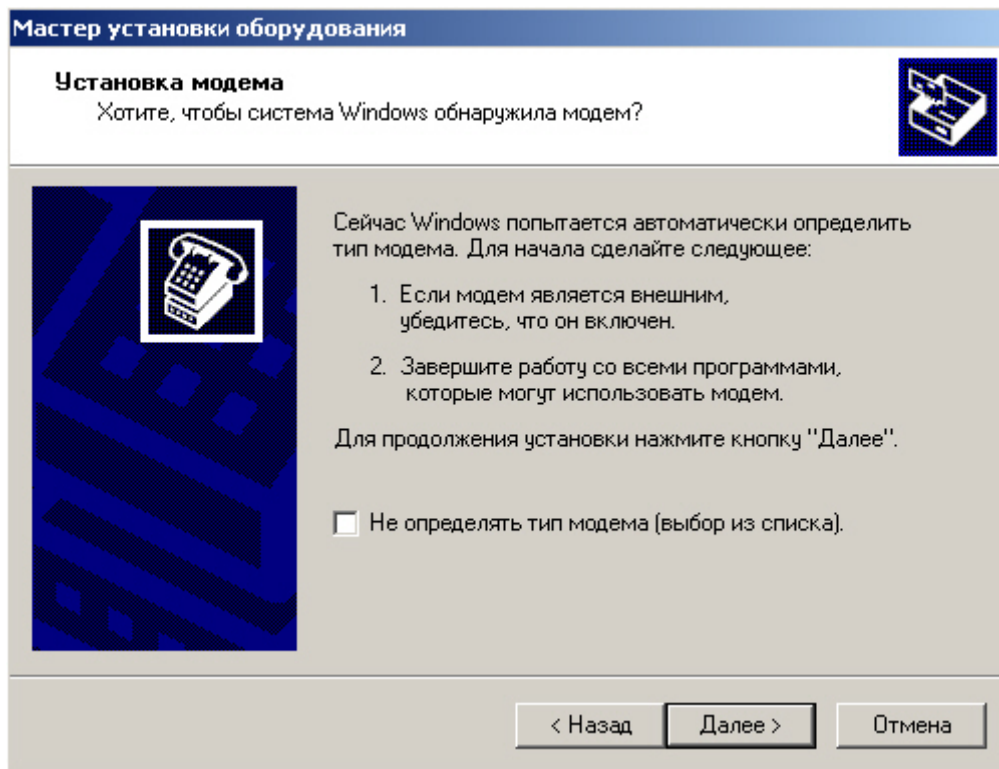 Мастер установки оборудования
Установка модема
Хотите, чтобы система Windows обнаружила модем?
Сейчас Windows попытается автоматически определить
тип модема. Для начала сделайте следующее:
1. Если модем является внешним,
убедитесь, что он включен.
2. Завершите работу со всеми программами,
которые могут использовать модем.
Для продолжения установки нажмите кнопку "Далее".
Не определять тип модема (выбор из списка).
< Назад
Далее >
Отмена